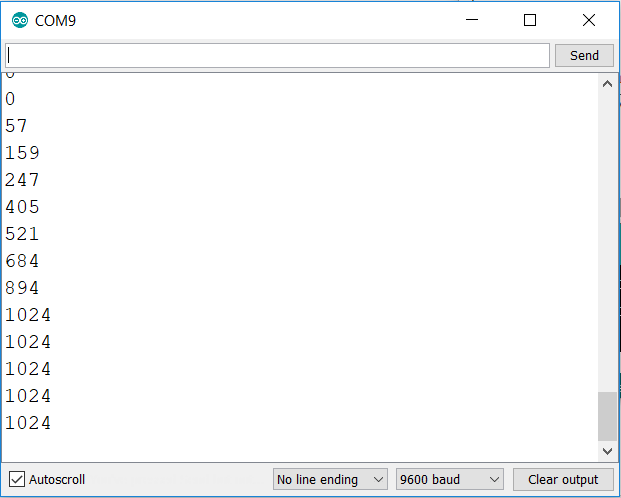 COM9
Send
0
0
57
159
247
405
521
684
894
1024
1024
1024
1024
1024
Autoscroll
No line ending
9600 baud
Clear output